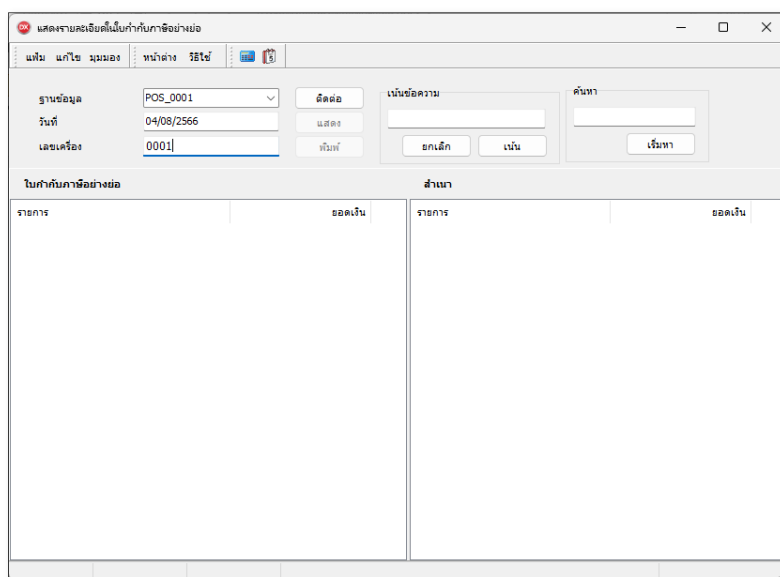 แสดงรายละเอียดในใบกำกับภาษีอย่างย่อ
แฟ้ม แก้ไข มุมมอง หน้าต่าง วิธีใช้
ฐานข้อมูล POS_0001 ติดต่อ
วันที่ 04/08/2566 แสดง
เลขเครื่อง 0001 พิมพ์
เน้นข้อความ
ยกเลิก เน้น
ค้นหา
เริ่มหา
ใบกำกับภาษีอย่างย่อ สำเนา
รายการ ยอดเงิน รายการ ยอดเงิน